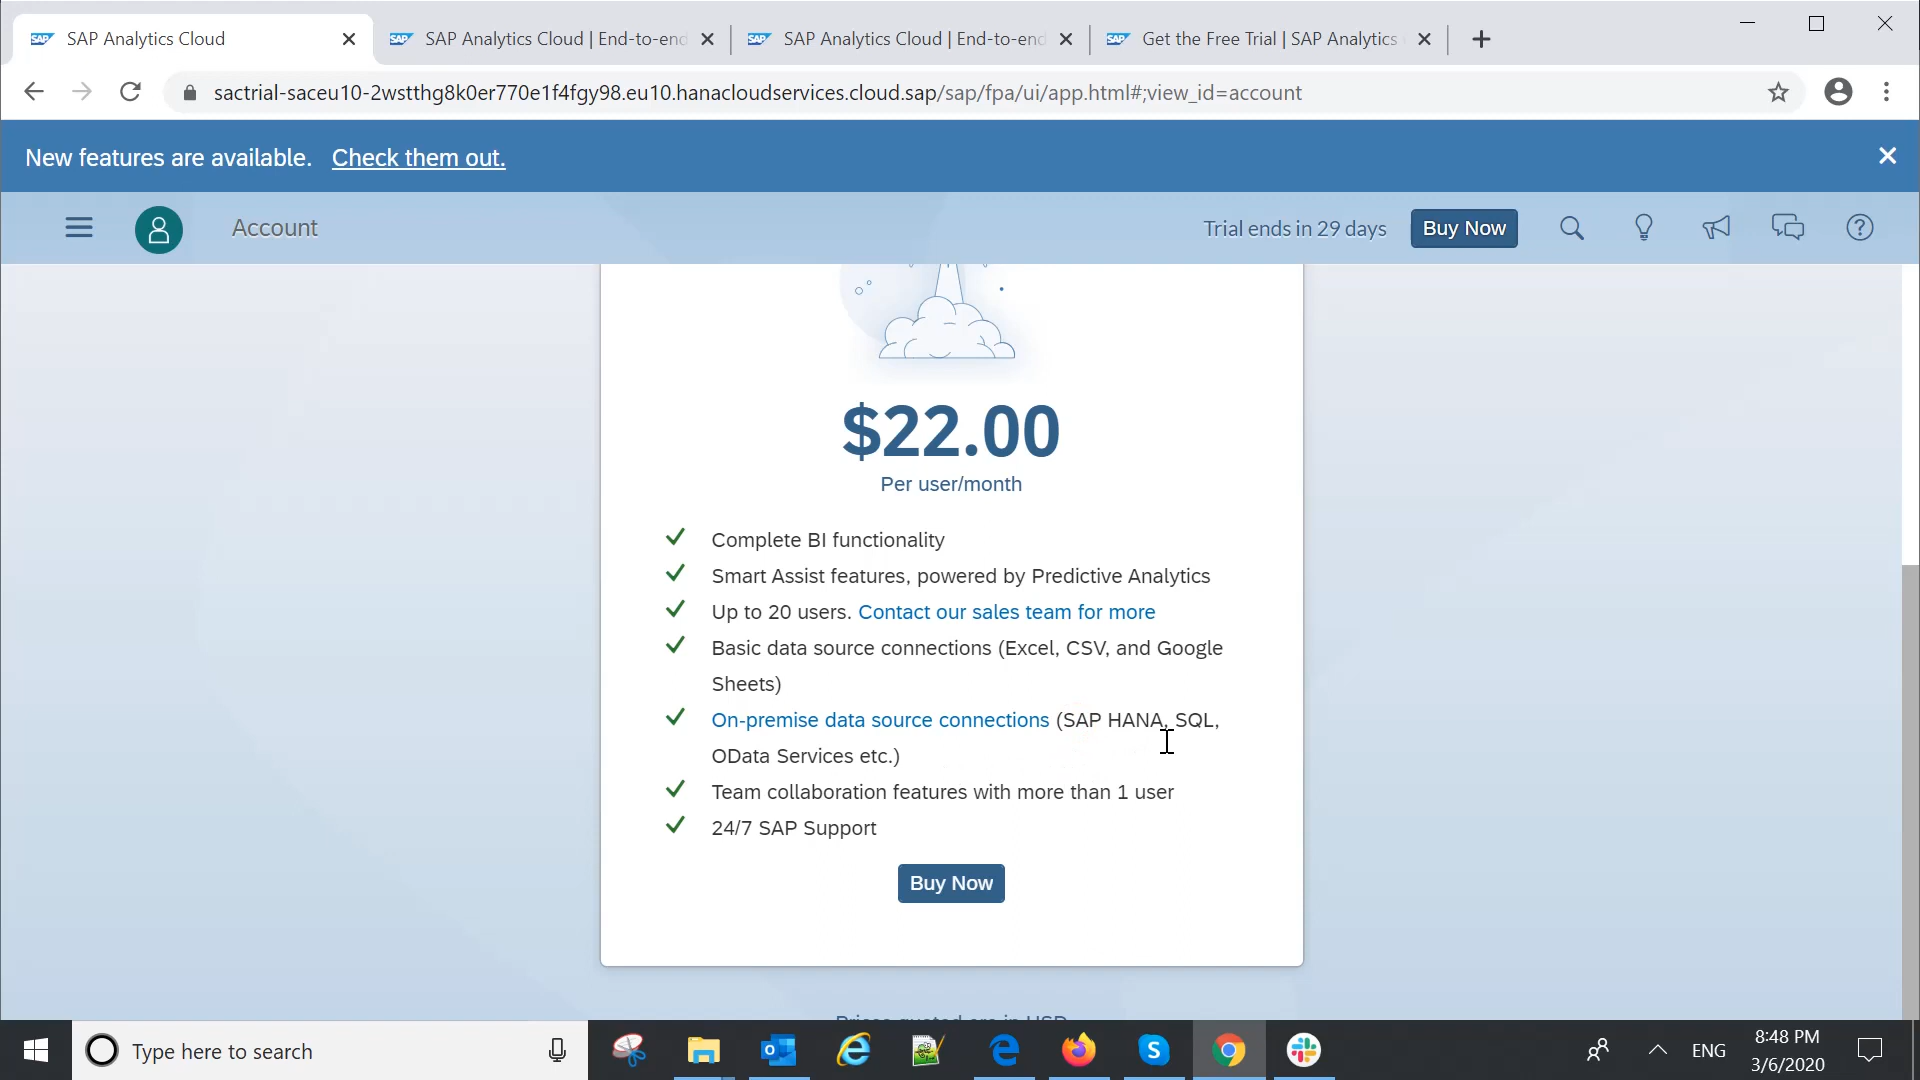 SAP Analytics Cloud
SAP Analytics Cloud | End-to-end
SAP Analytics Cloud | End-to-end
Get the Free Trial | SAP Analytics
sactrial-saceu10-2wstthg8k0er770e1f4fgy98.eu10.hanacloudservices.cloud.sap/sap/fpa/ui/app.html#;view_id=account
New features are available. Check them out.
Account
Trial ends in 29 days
Buy Now
$22.00
Per user/month
Complete BI functionality
Smart Assist features, powered by Predictive Analytics
Up to 20 users. Contact our sales team for more
Basic data source connections (Excel, CSV, and Google
Sheets)
On-premise data source connections (SAP HANA, SQL,
OData Services etc.)
Team collaboration features with more than 1 user
24/7 SAP Support
Buy Now
Prices quoted are in USD
Type here to search
ENG
8:48 PM
3/6/2020